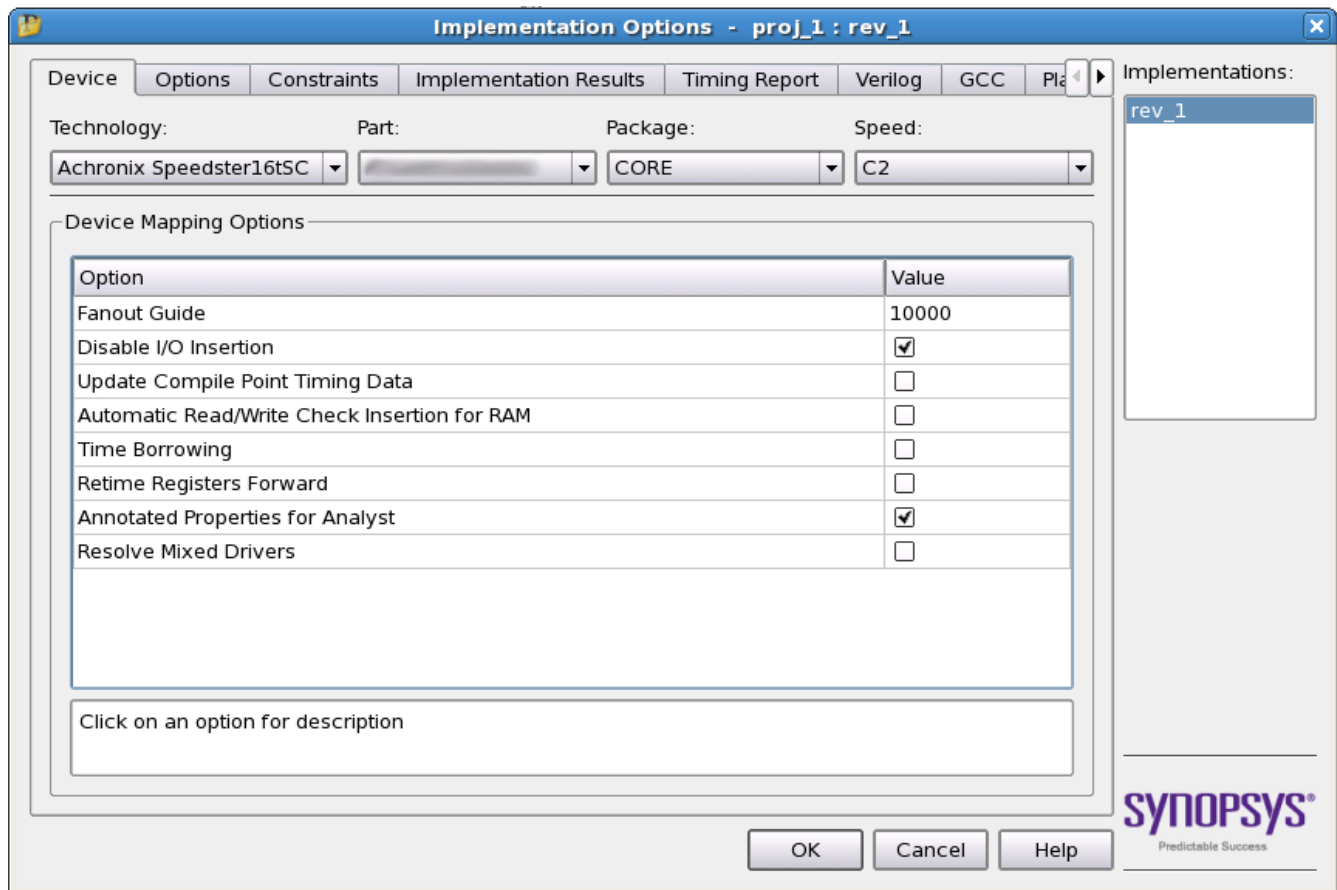 Implementation Options - proj_1 : rev_1
Device Options Constraints Implementation Results Timing Report Verilog GCC
Implementations:
rev_1
Technology: Part: Package: Speed:
Achronix Speedster16tSC CORE C2
Device Mapping Options
Option Value
Fanout Guide 10000
Disable I/O Insertion
Update Compile Point Timing Data
Automatic Read/Write Check Insertion for RAM
Time Borrowing
Retime Registers Forward
Annotated Properties for Analyst
Resolve Mixed Drivers
Click on an option for description
SYNOPSYS®
Predictable Success
OK Cancel Help